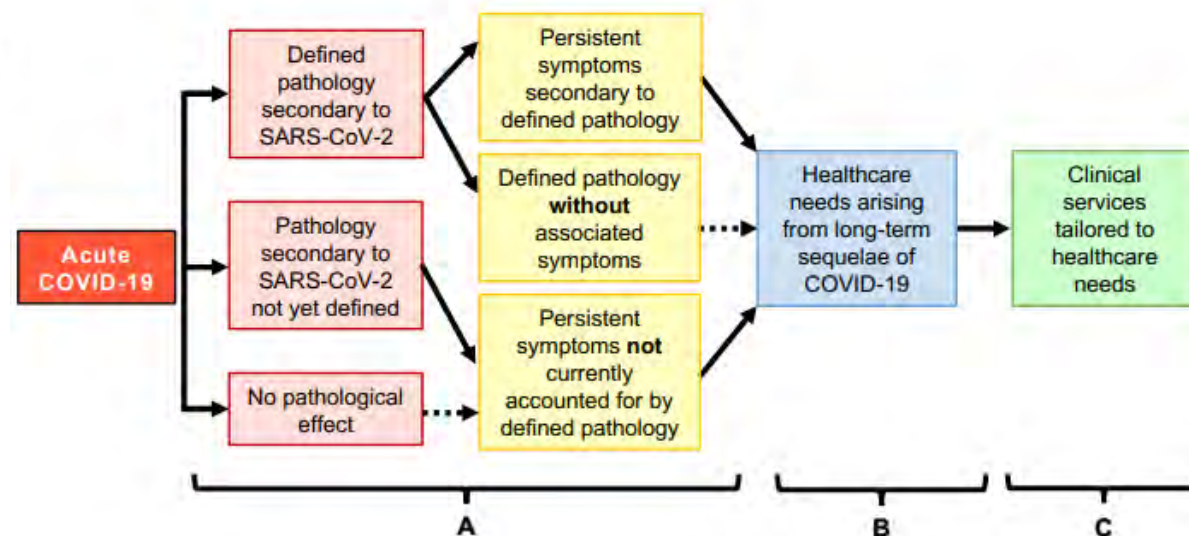 Acute
COVID-19
Defined
pathology
secondary to
SARS-CoV-2
Pathology
secondary to
SARS-CoV-2
not yet defined
No pathological
effect
Persistent
symptoms
secondary to
defined pathology
Defined pathology
without
associated
symptoms
Persistent
symptoms not
currently
accounted for by
defined pathology
Healthcare
needs arising
from long-term
sequelae of
COVID-19
Clinical
services
tailored to
healthcare
needs
A
B
C